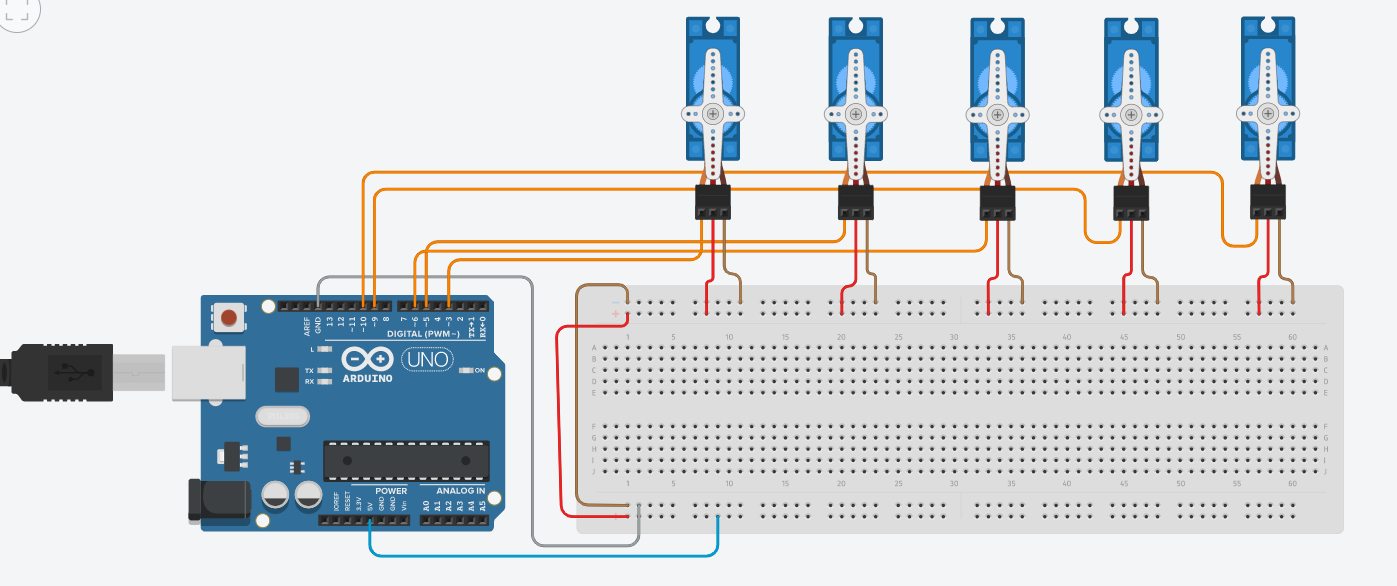 − 
+
1 5 10 15 20 25 30 35 40 45 50 55 60
A A
B B
C C
D D
E E
F F
G G
H H
I I
J J
1 5 10 15 20 25 30 35 40 45 50 55 60
AREF
GND
13
12
~11
~10
~9
8
7
~6
~5
4
~3
2
TX→1
RX←0
DIGITAL (PWM~)
L
TX
RX
ARDUINO
UNO
ON
POWER
ANALOG IN
IOREF
RESET
3.3V
5V
GND
GND
Vin
A0
A1
A2
A3
A4
A5